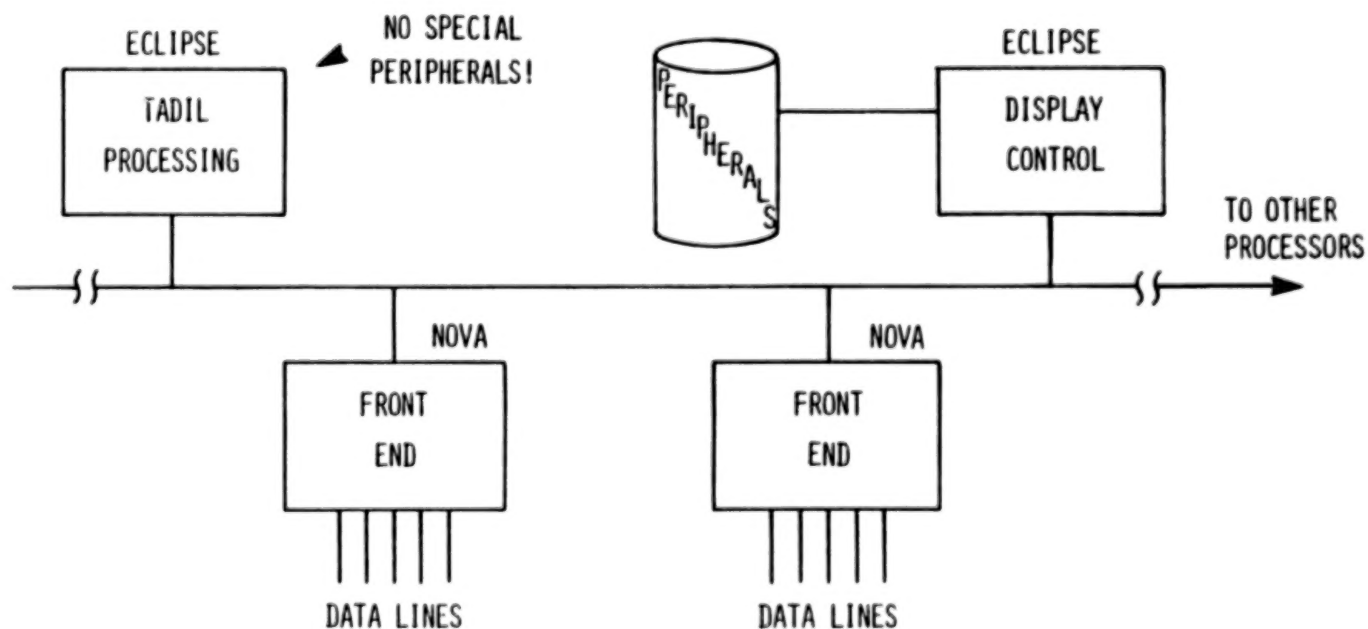 ECLIPSE
NO SPECIAL
PERIPHERALS!
TADIL
PROCESSING
PERIPHERALS
ECLIPSE
DISPLAY
CONTROL
TO OTHER
PROCESSORS
NOVA
FRONT
END
DATA LINES
NOVA
FRONT
END
DATA LINES